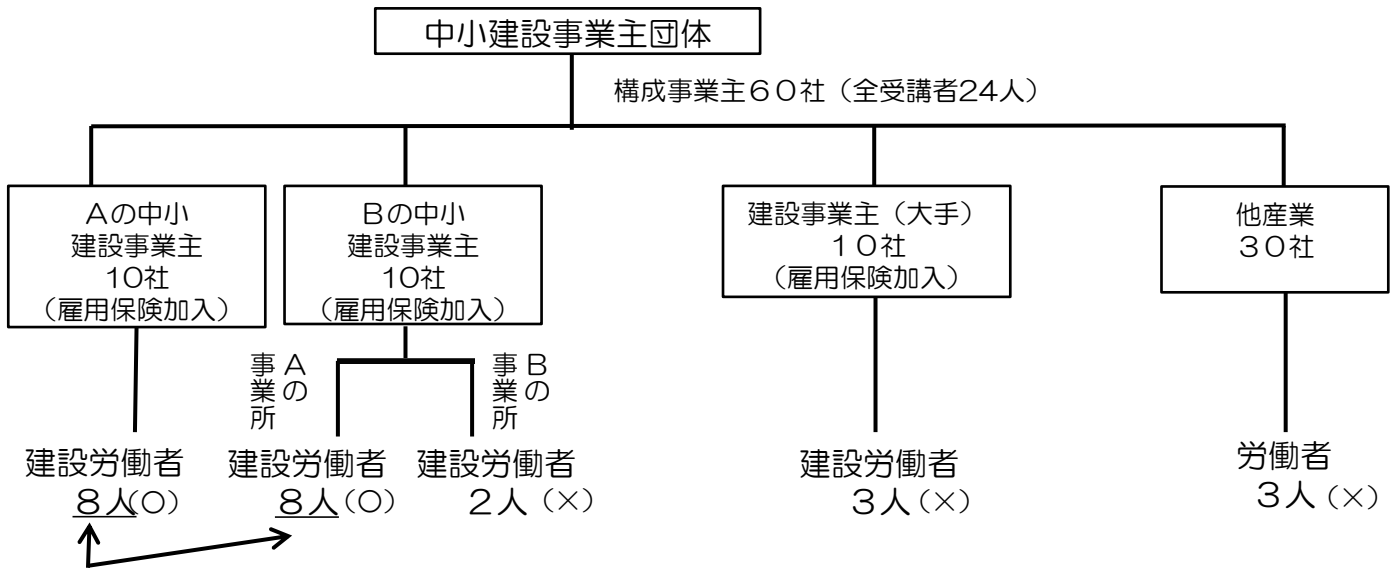 中小建設事業主団体
構成事業主６０社（全受講者24人）
Ａの中小
建設事業主
10社
（雇用保険加入）
Ｂの中小
建設事業主
10社
（雇用保険加入）
建設事業主（大手）
１０社
（雇用保険加入）
他産業
３０社
Ａの
事業所
Ｂの
事業所
建設労働者
８人(〇)
建設労働者
８人(〇)
建設労働者
２人（×）
建設労働者
３人（×）
労働者
３人（×）